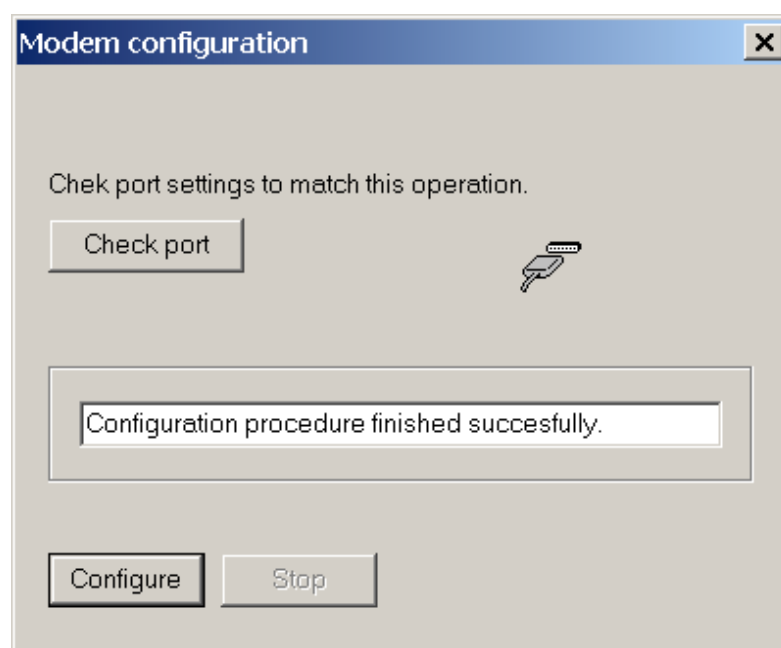 Modem configuration
Chek port settings to match this operation.
Check port
Configuration procedure finished succesfully.
Configure
Stop